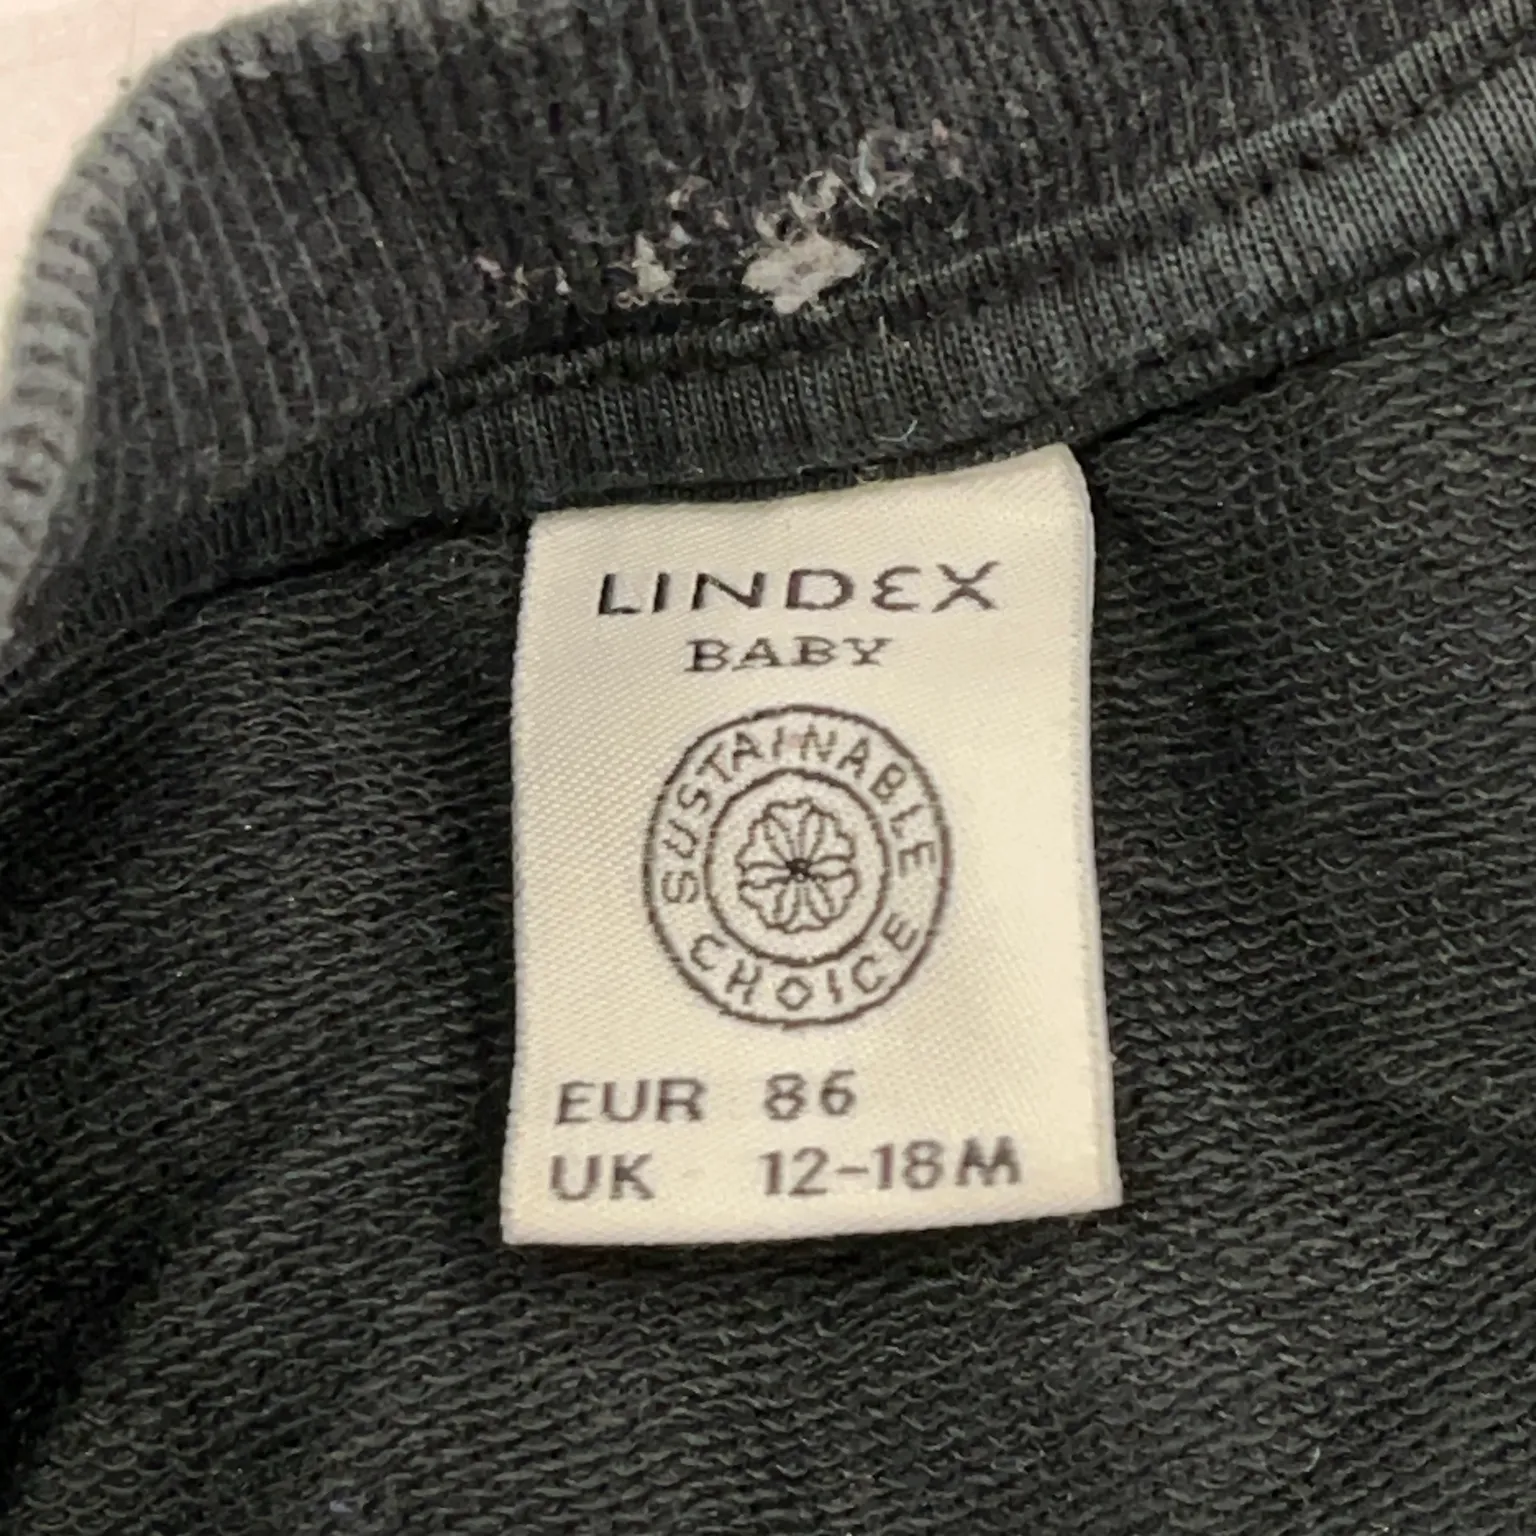 LINDEX
BABY
SUSTAINABLE
CHOICE
EUR 86
UK 12-18M